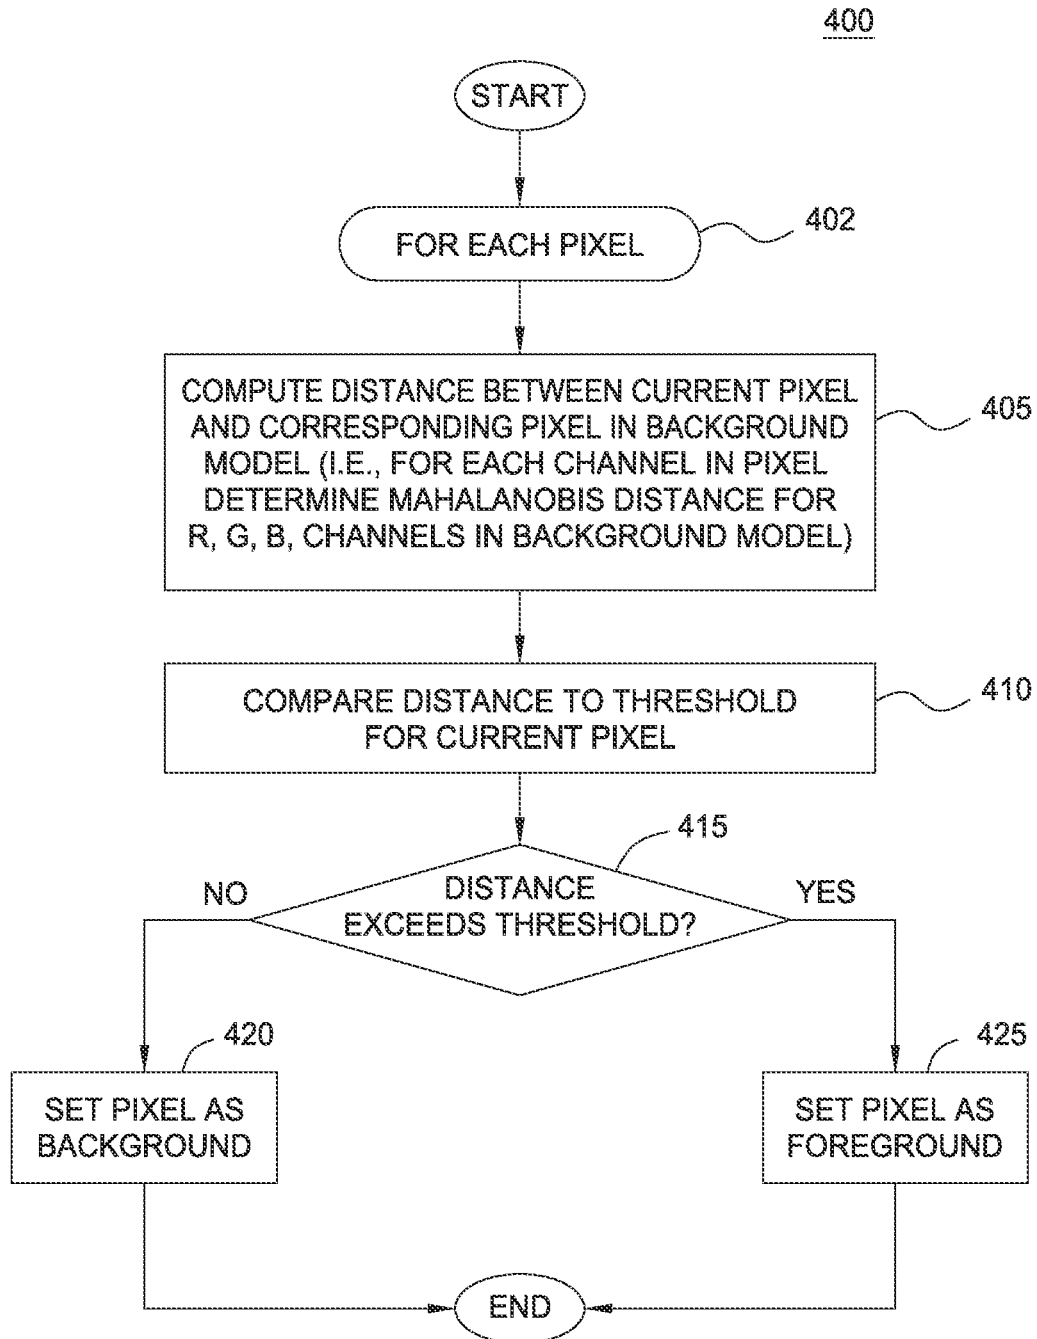 400
START
FOR EACH PIXEL
402
COMPUTE DISTANCE BETWEEN CURRENT PIXEL
AND CORRESPONDING PIXEL IN BACKGROUND
MODEL (I.E., FOR EACH CHANNEL IN PIXEL
DETERMINE MAHALANOBIS DISTANCE FOR
R, G, B, CHANNELS IN BACKGROUND MODEL)
405
COMPARE DISTANCE TO THRESHOLD
FOR CURRENT PIXEL
410
415
DISTANCE
EXCEEDS THRESHOLD?
NO
YES
420
SET PIXEL AS
BACKGROUND
425
SET PIXEL AS
FOREGROUND
END